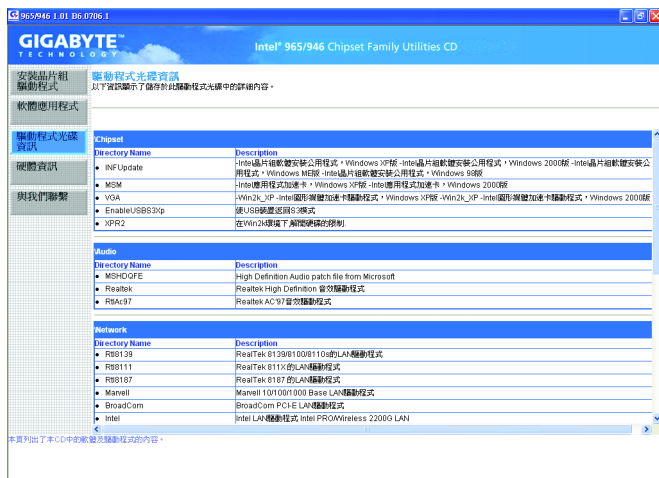 965/946 1.01 B6.0706.1
GIGABYTE™
TECHNOLOGY
Intel® 965/946 Chipset Family Utilities CD
安裝晶片組
驅動程式
軟體應用程式
驅動程式光碟
資訊
硬體資訊
與我們聯繫
驅動程式光碟資訊
以下資訊顯示了儲存於此驅動程式光碟中的詳細內容。
\Chipset
Directory Name Description
• INFUpdate -Intel晶片組軟體安裝公用程式，Windows XP版 -Intel晶片組軟體安裝公用程式，Windows 2000版 -Intel晶片組軟體安裝公
用程式，Windows ME版 -Intel晶片組軟體安裝公用程式，Windows 98版
• MSM -Intel應用程式加速卡，Windows XP版 -Intel應用程式加速卡，Windows 2000版
• VGA -Win2k_XP -Intel圖形媒體加速卡驅動程式，Windows XP版 -Win2k_XP -Intel圖形媒體加速卡驅動程式，Windows 2000版
• EnableUSBS3Xp 使USB裝置返回S3模式
• XPR2 在Win2k環境下,解開硬碟的限制.
\Audio
Directory Name Description
• MSHDQFE High Definition Audio patch file from Microsoft
• Realtek Realtek High Definition 音效驅動程式
• RtlAc97 Realtek AC'97音效驅動程式
\Network
Directory Name Description
• Rtl8139 RealTek 8139/8100/8110s的LAN驅動程式
• Rtl8111 RealTek 811X 的LAN驅動程式
• Rtl8187 RealTek 8187 的LAN驅動程式
• Marvell Marvell 10/100/1000 Base LAN驅動程式
• BroadCom BroadCom PCI-E LAN驅動程式
• Intel Intel LAN驅動程式 Intel PRO/Wireless 2200G LAN
本頁列出了本CD中的軟體及驅動程式的內容。